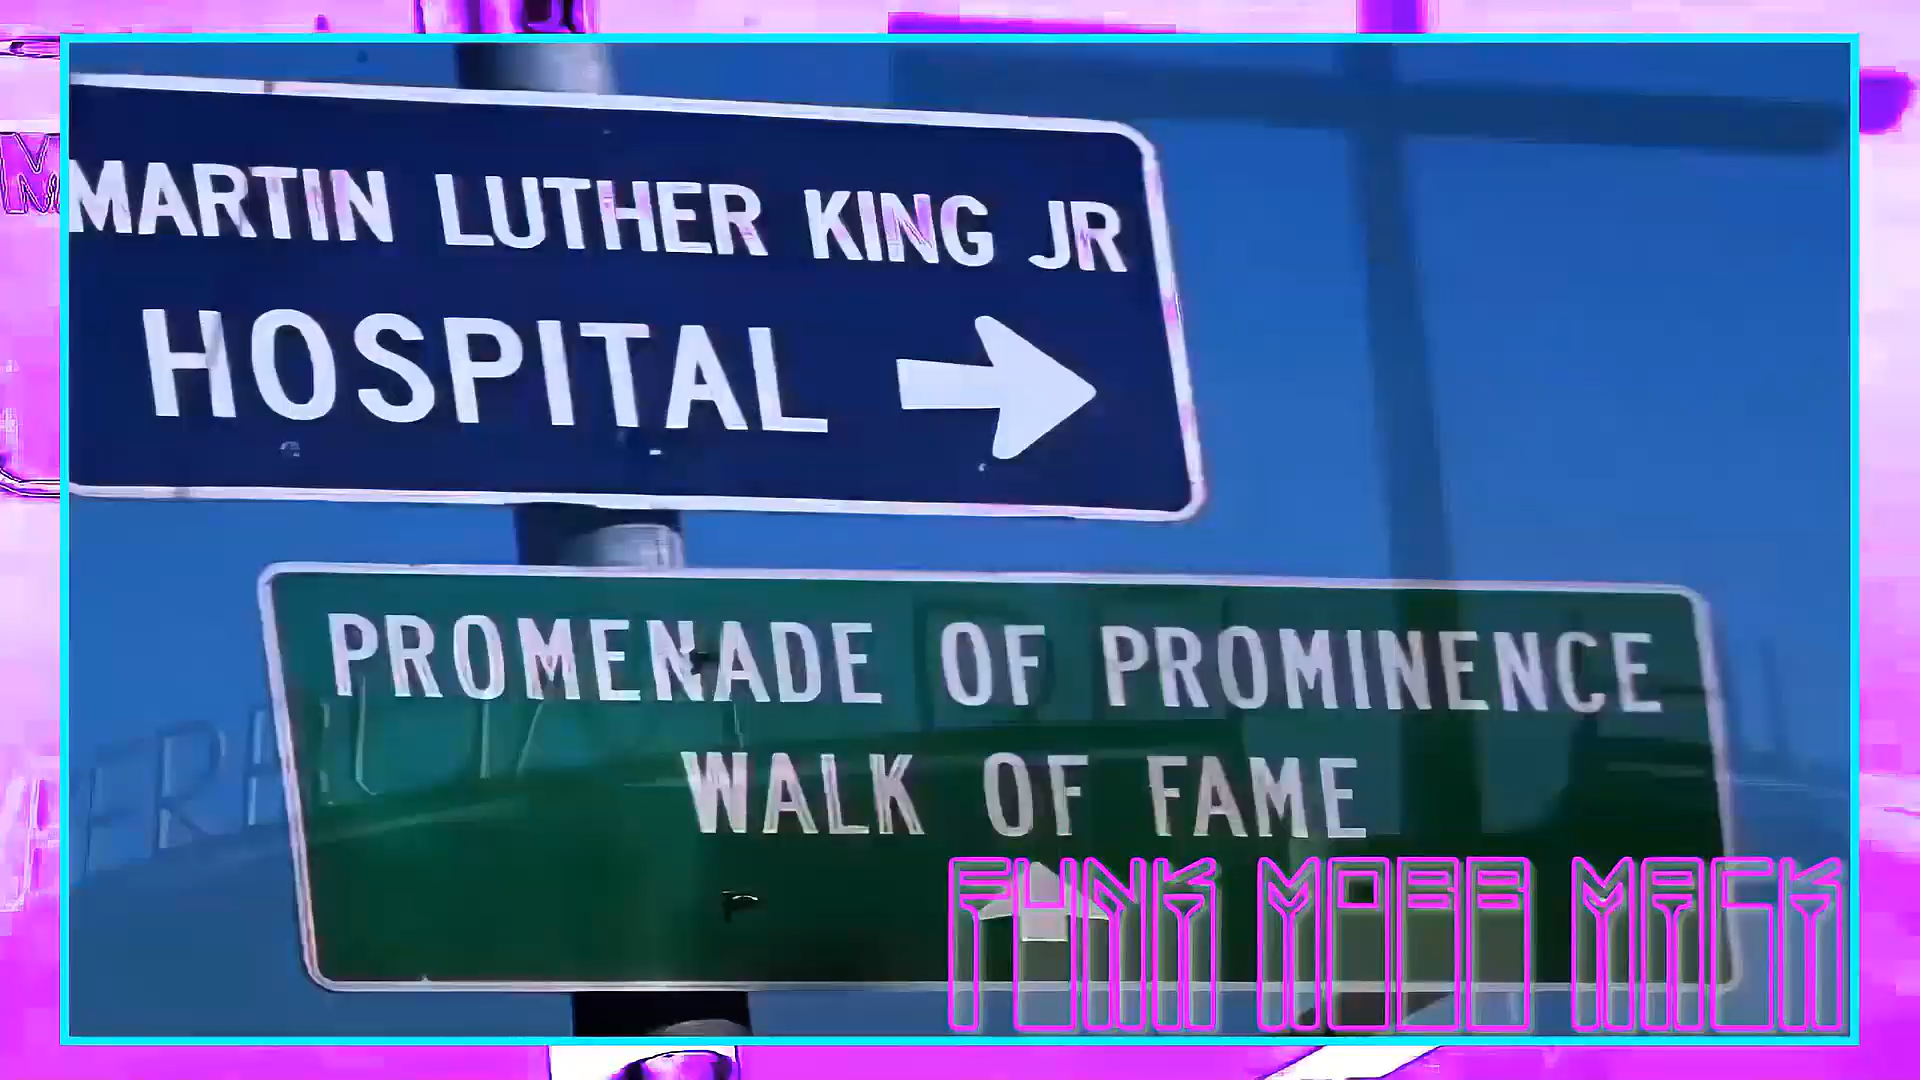 MARTIN LUTHER KING JR
HOSPITAL
PROMENADE OF PROMINENCE
WALK OF FAME
FUNK MOBB MACK